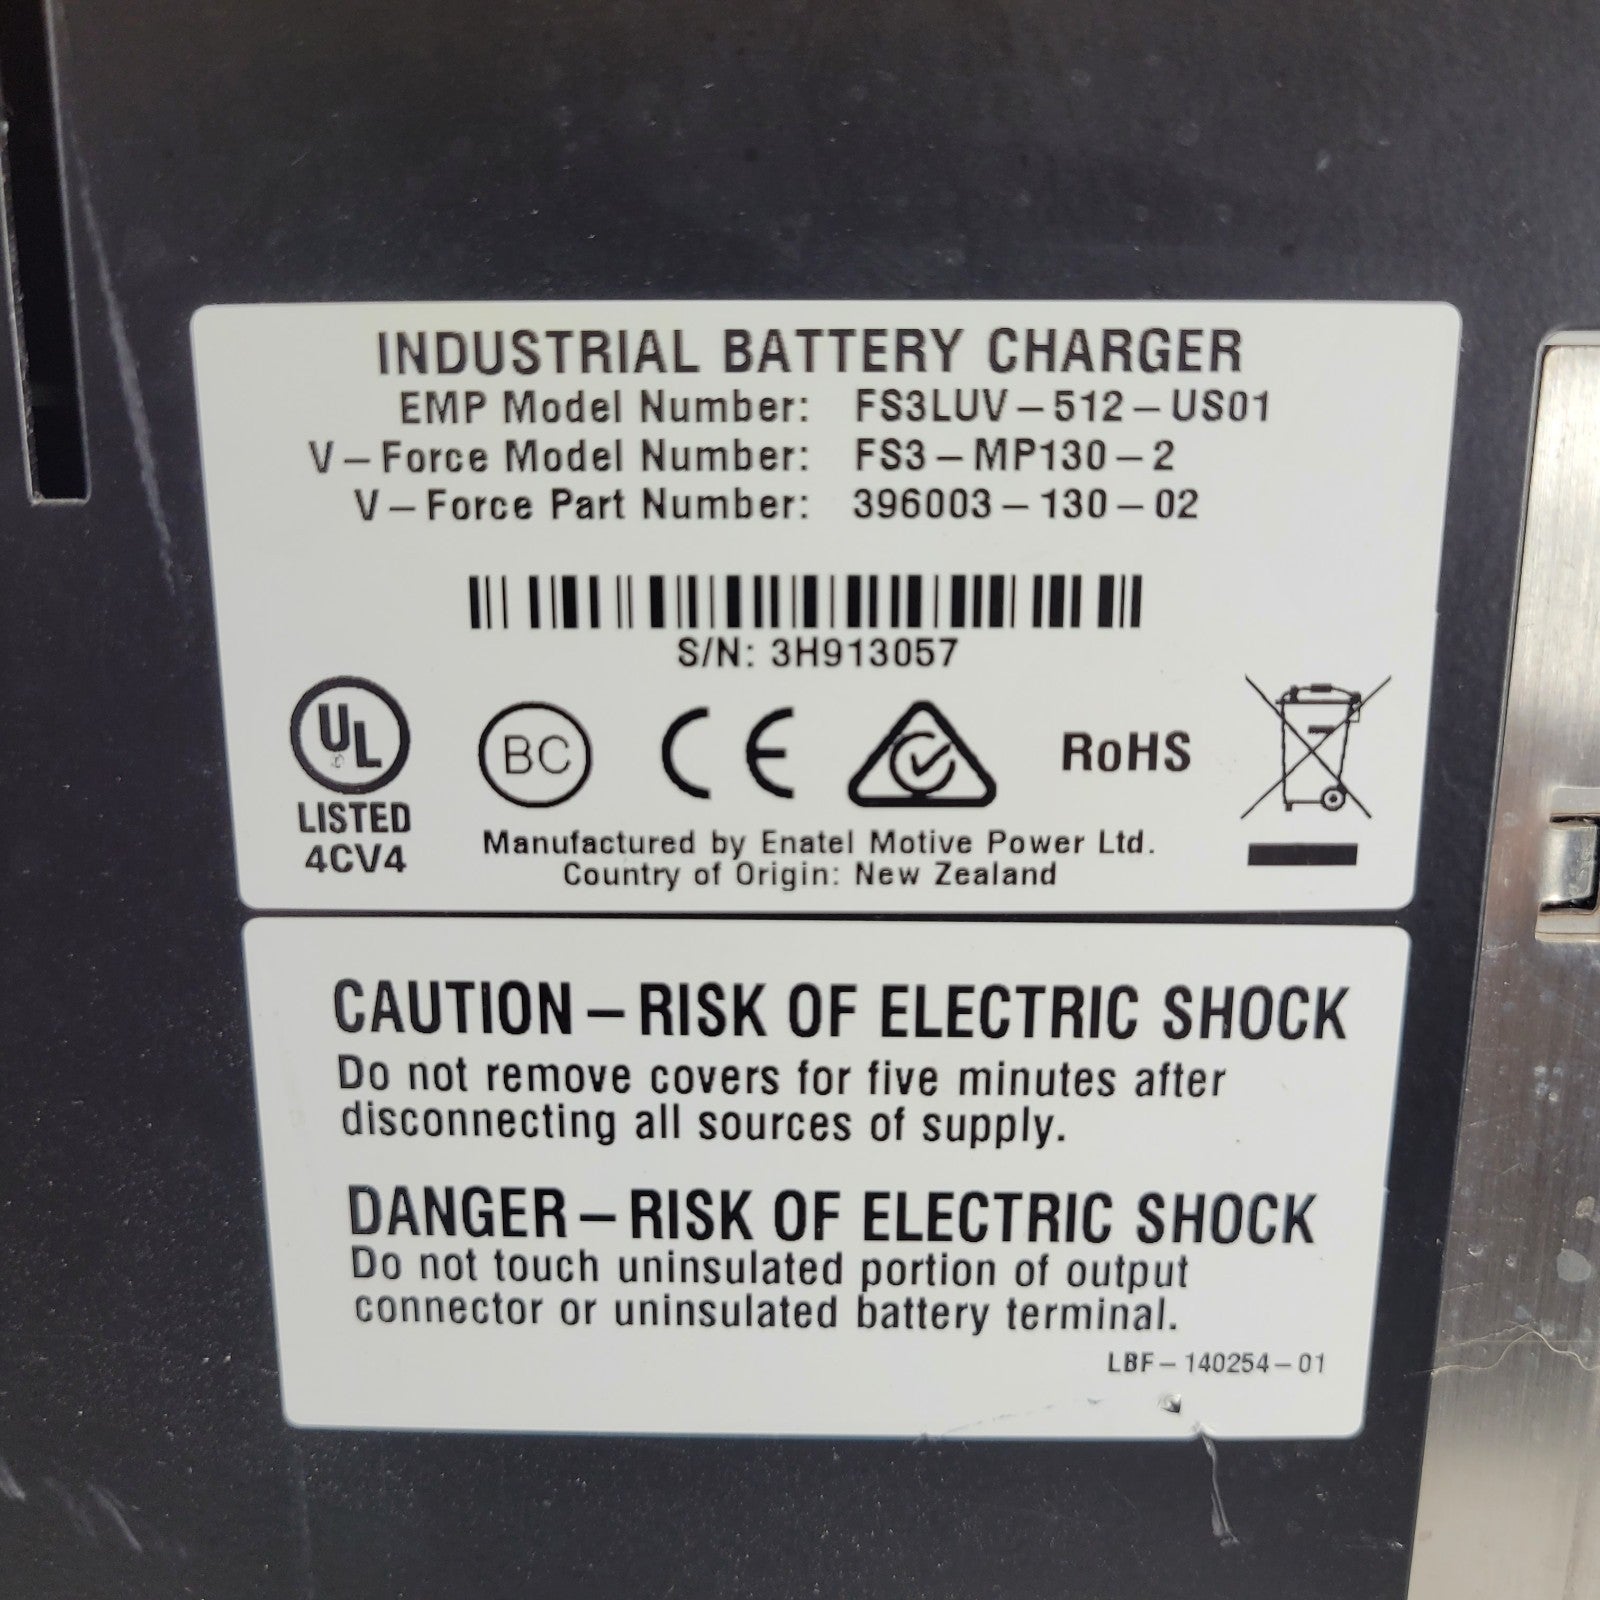 INDUSTRIAL BATTERY CHARGER
EMP Model Number: FS3LUV-512-US01
V-Force Model Number: FS3-MP130-2
V-Force Part Number: 396003-130-02
S/N: 3H913057
UL
LISTED
4CV4
BC
CE
RoHS
Manufactured by Enatel Motive Power Ltd.
Country of Origin: New Zealand
CAUTION-RISK OF ELECTRIC SHOCK
Do not remove covers for five minutes after
disconnecting all sources of supply.
DANGER-RISK OF ELECTRIC SHOCK
Do not touch uninsulated portion of output
connector or uninsulated battery terminal.
LBF-140254-01